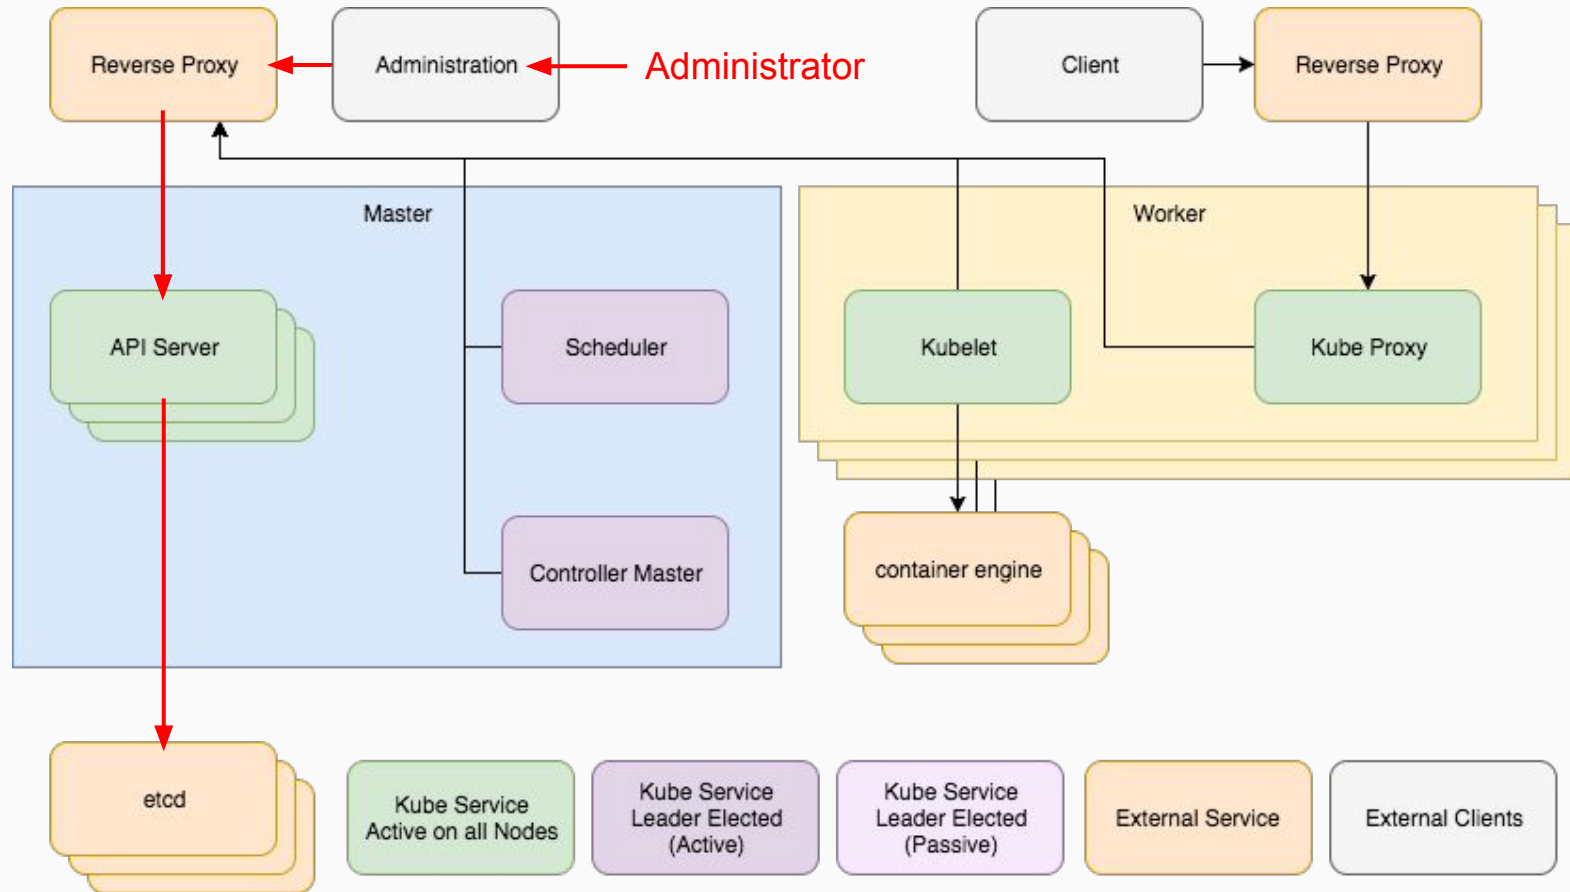 Reverse Proxy
Administration
Administrator
Client
Reverse Proxy
Master
Worker
API Server
Scheduler
Kubelet
Kube Proxy
Controller Master
container engine
etcd
Kube Service
Active on all Nodes
Kube Service
Leader Elected
(Active)
Kube Service
Leader Elected
(Passive)
External Service
External Clients